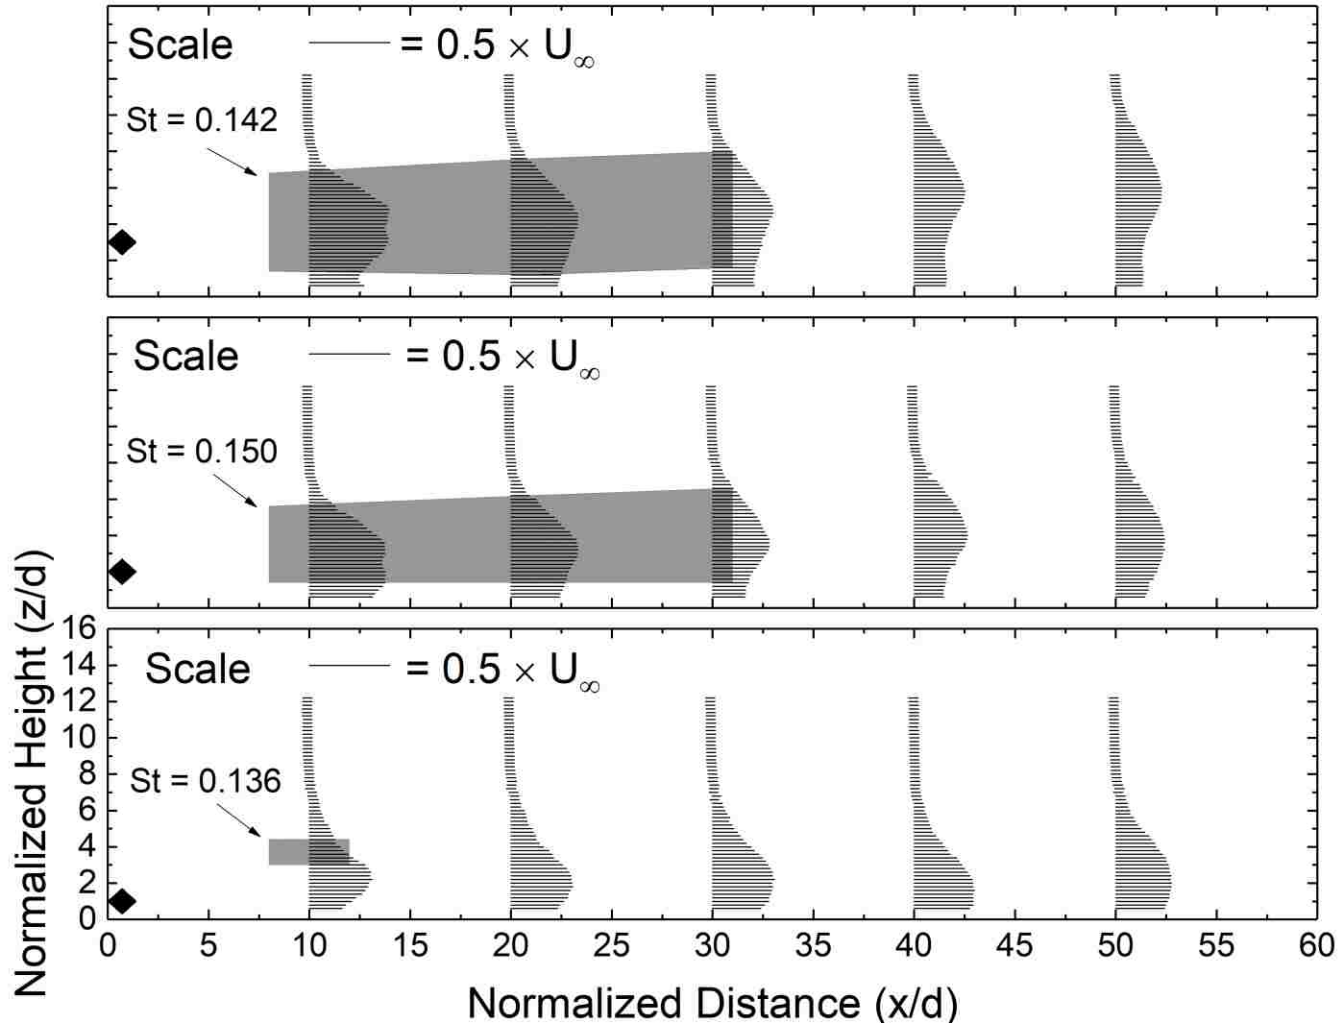 Scale = 0.5 × U∞
St = 0.142
Scale = 0.5 × U∞
St = 0.150
Normalized Height (z/d)
16
Scale = 0.5 × U∞
14
12
10
St = 0.136
8
6
4
2
0
0 5 10 15 20 25 30 35 40 45 50 55 60
Normalized Distance (x/d)